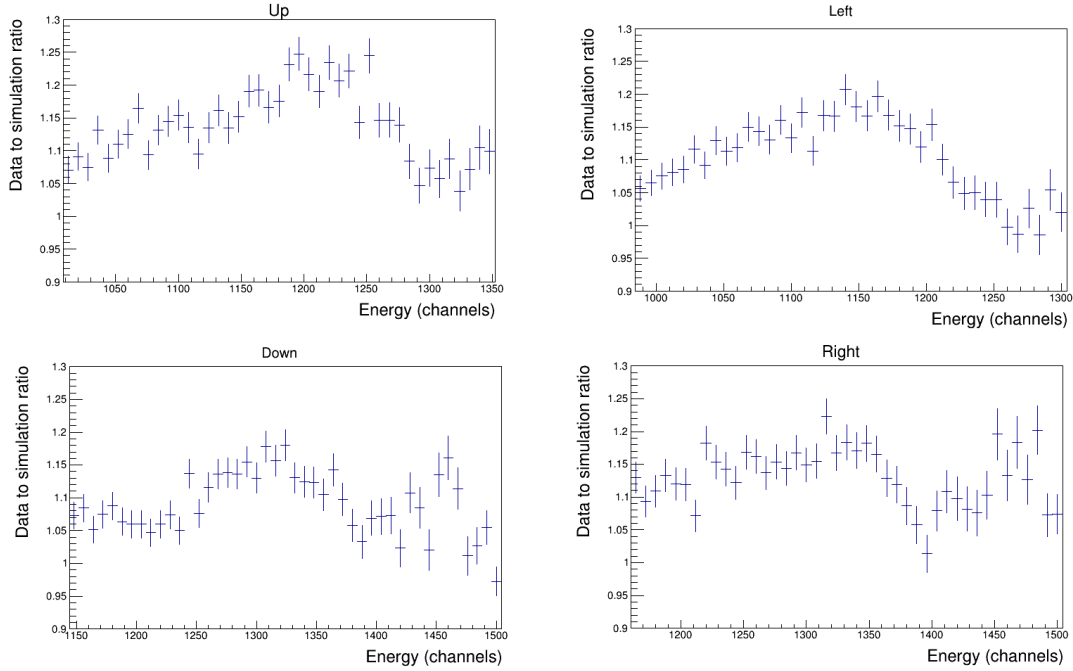 Up
Data to simulation ratio
1.3
1.25
1.2
1.15
1.1
1.05
1
0.95
0.9
1050 1100 1150 1200 1250 1300 1350
Energy (channels)
Left
Data to simulation ratio
1.3
1.25
1.2
1.15
1.1
1.05
1
0.95
0.9
1000 1050 1100 1150 1200 1250 1300
Energy (channels)
Down
Data to simulation ratio
1.3
1.25
1.2
1.15
1.1
1.05
1
0.95
0.9
1150 1200 1250 1300 1350 1400 1450 1500
Energy (channels)
Right
Data to simulation ratio
1.3
1.25
1.2
1.15
1.1
1.05
1
0.95
0.9
1200 1250 1300 1350 1400 1450 1500
Energy (channels)